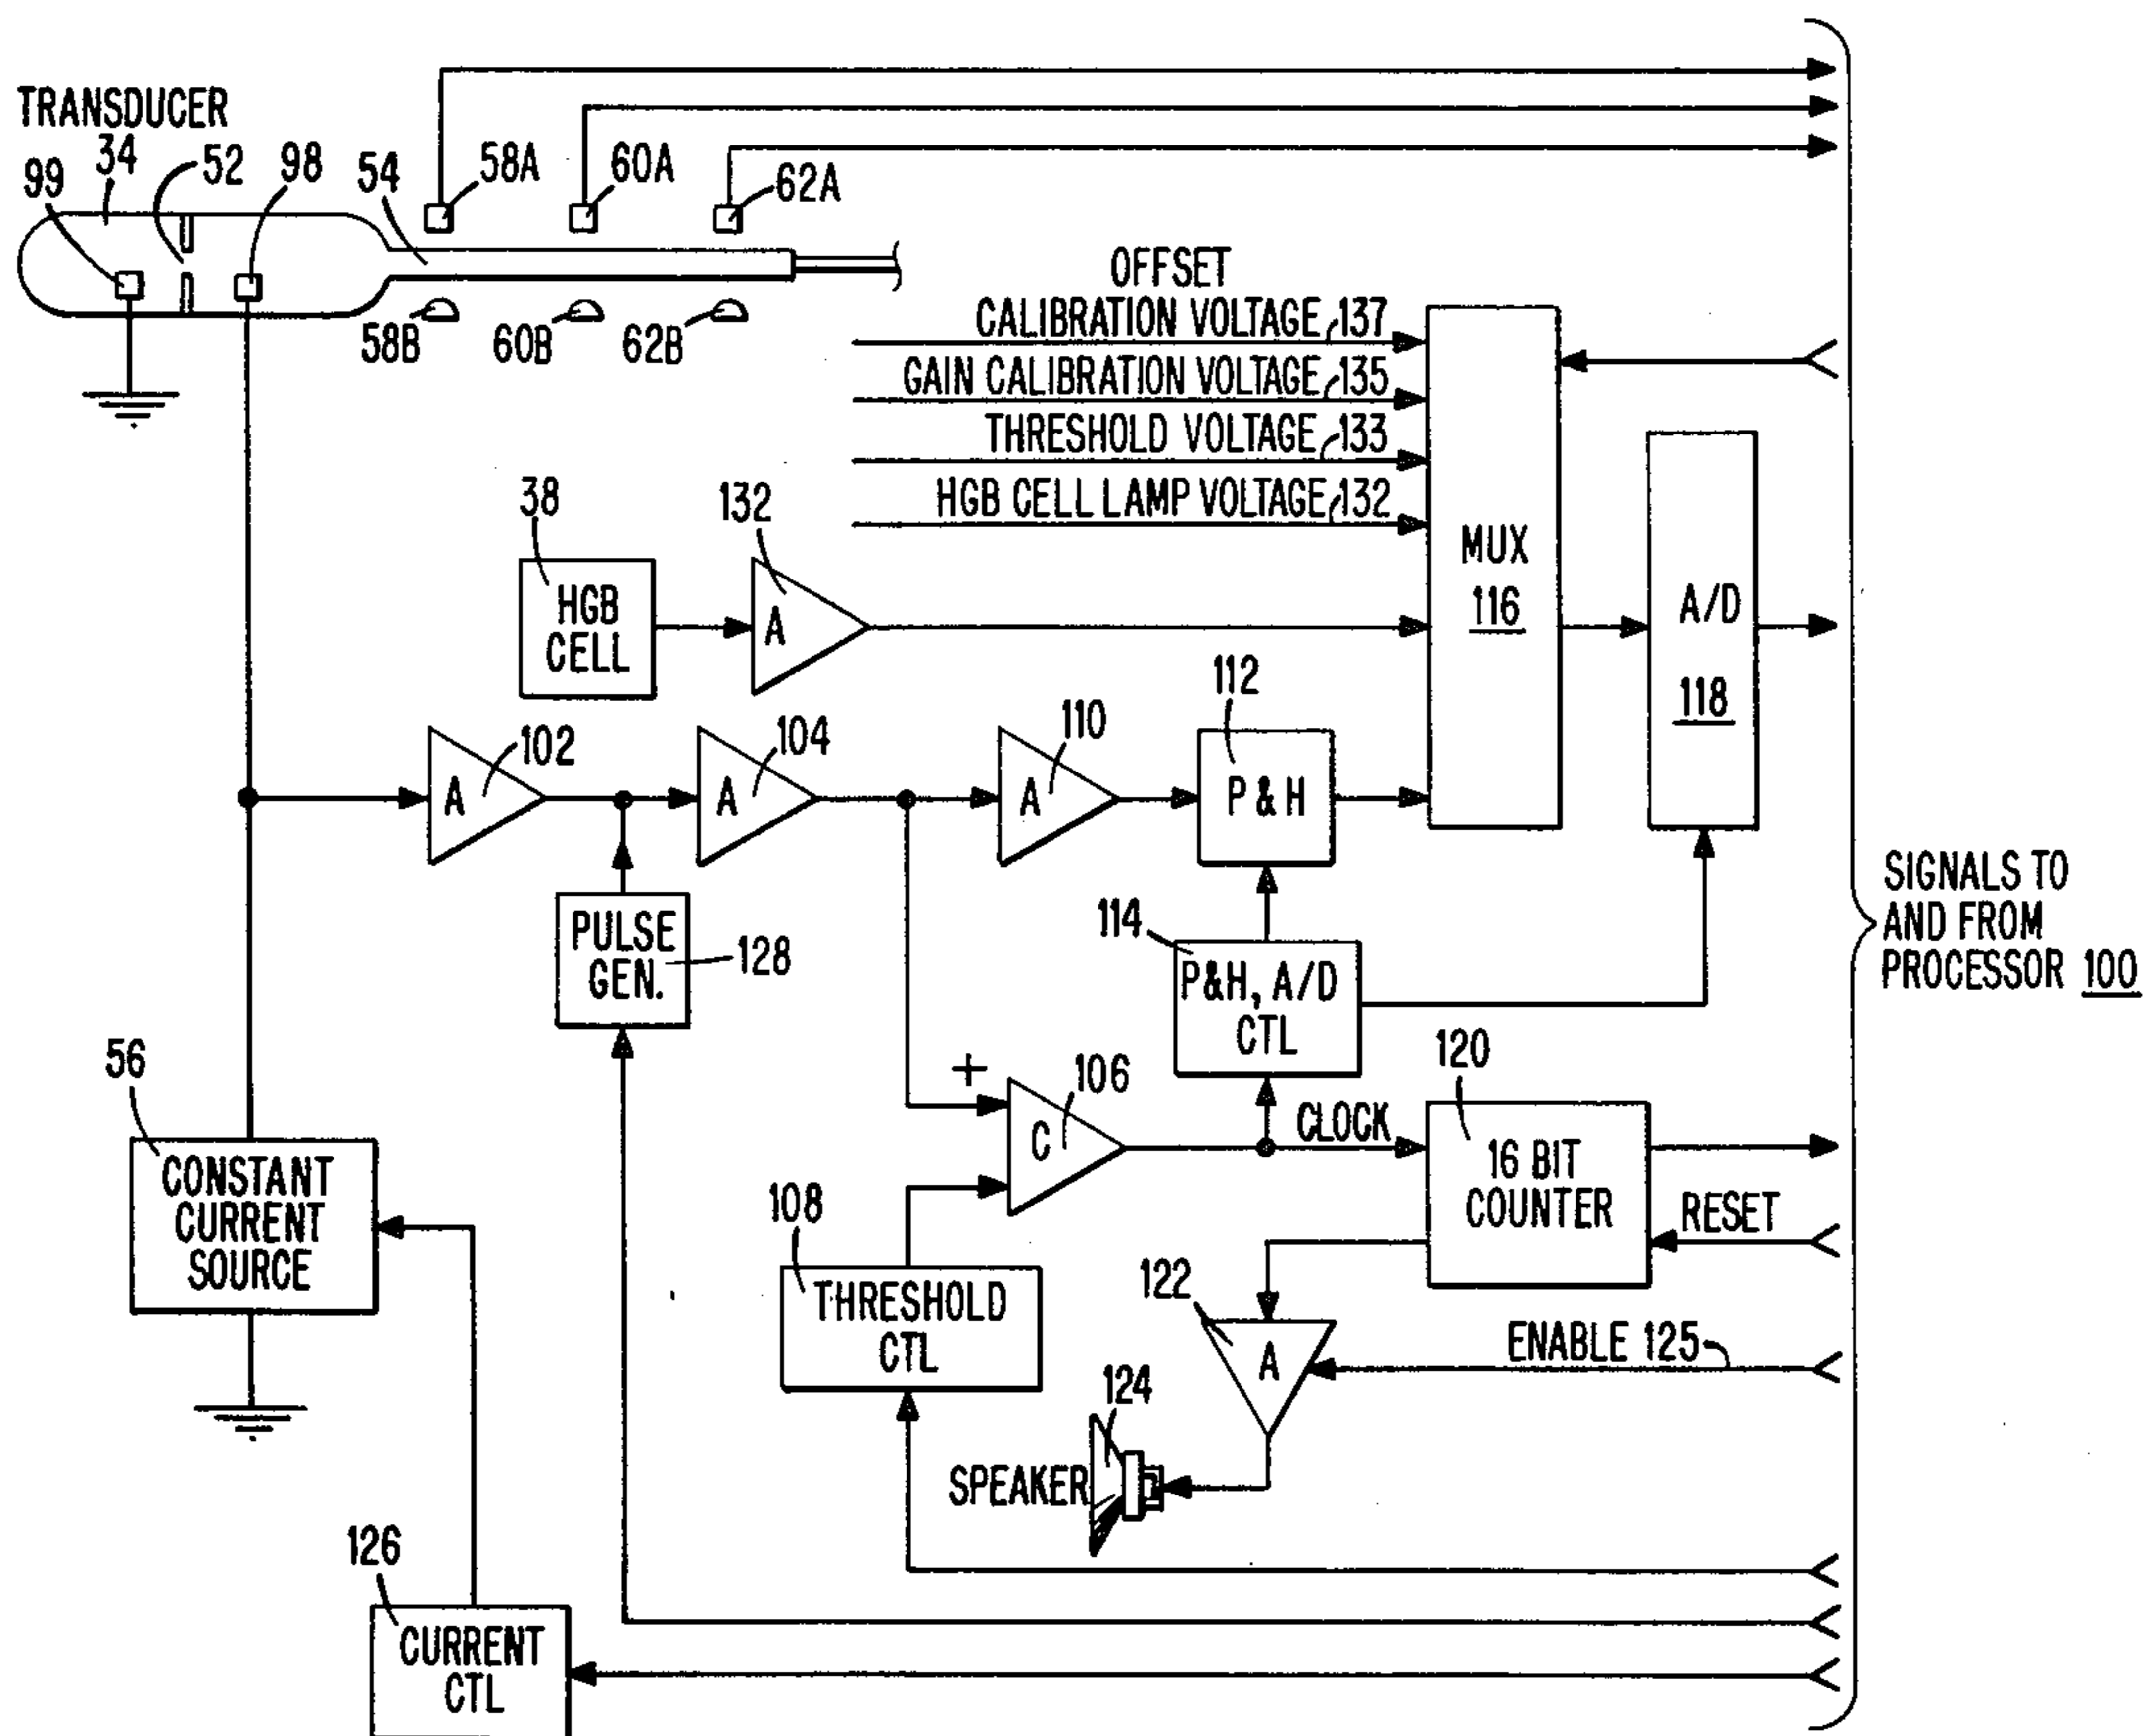 TRANSDUCER
34
99
52
98
54
58A
60A
62A
58B
60B
62B
OFFSET
CALIBRATION VOLTAGE 137
GAIN CALIBRATION VOLTAGE 135
THRESHOLD VOLTAGE 133
HGB CELL LAMP VOLTAGE 132
38
HGB
CELL
132
A
MUX
116
A/D
118
102
A
104
A
110
A
112
P & H
PULSE
GEN.
128
114
P&H, A/D
CTL
SIGNALS TO
AND FROM
PROCESSOR 100
56
CONSTANT
CURRENT
SOURCE
+
106
C
CLOCK
120
16 BIT
COUNTER
RESET
108
THRESHOLD
CTL
122
A
ENABLE 125
124
SPEAKER
126
CURRENT
CTL